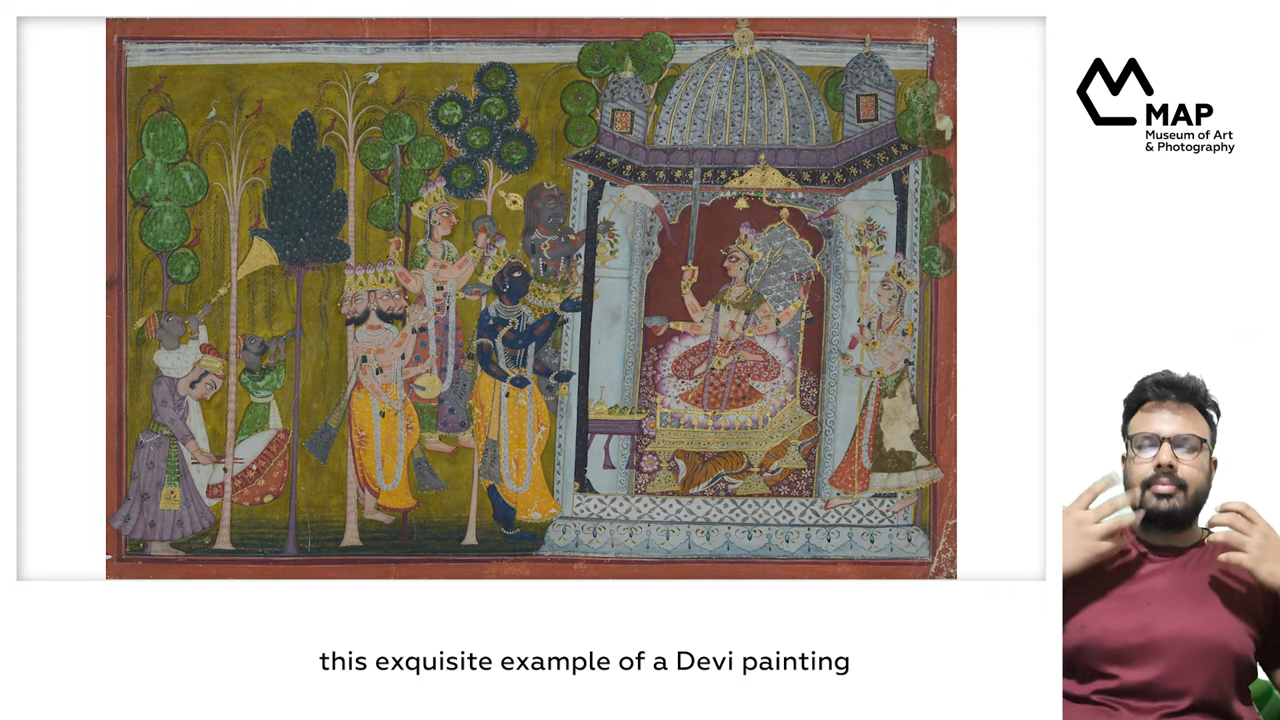 MAP
Museum of Art
& Photography
this exquisite example of a Devi painting